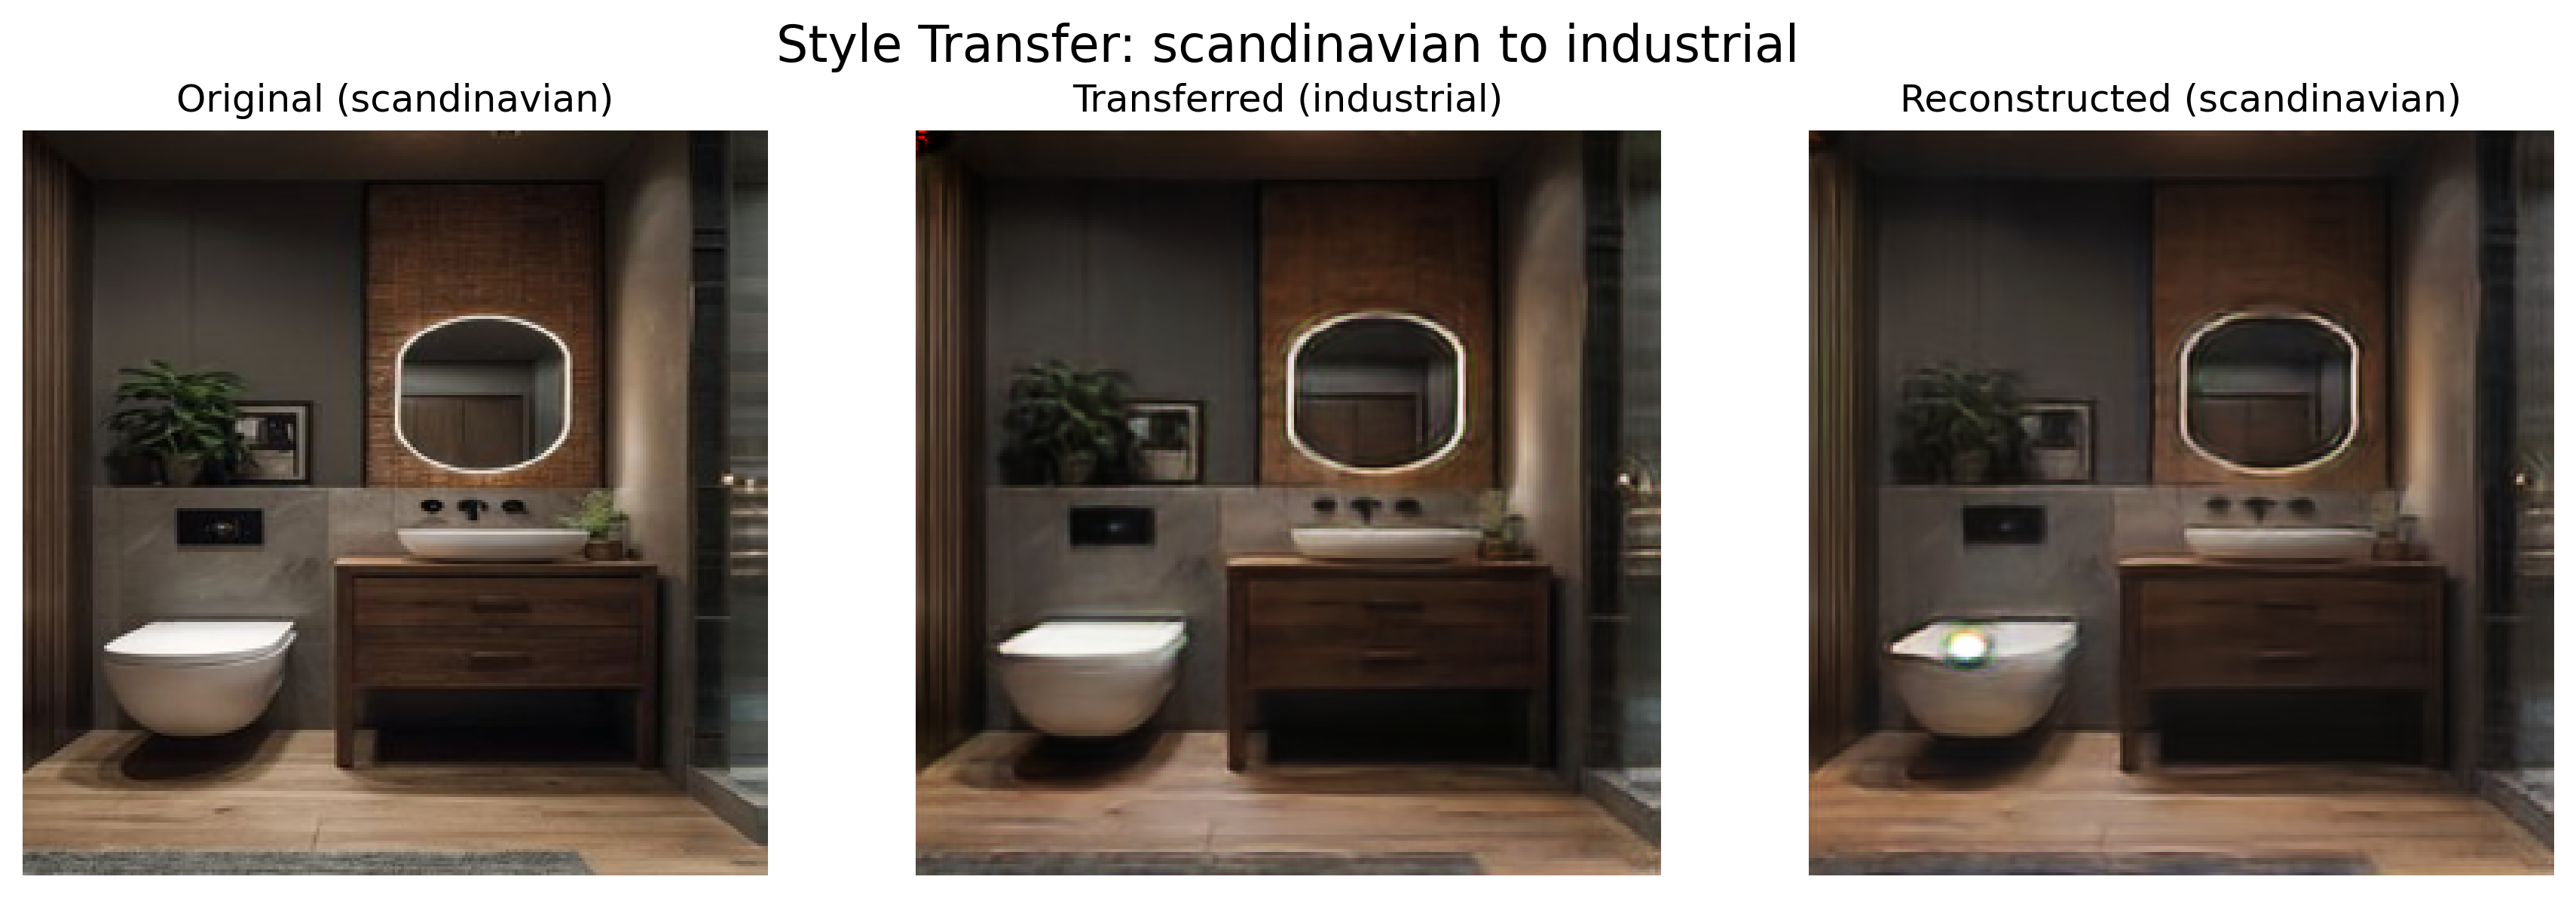 Style Transfer: scandinavian to industrial
Original (scandinavian)
Transferred (industrial)
Reconstructed (scandinavian)